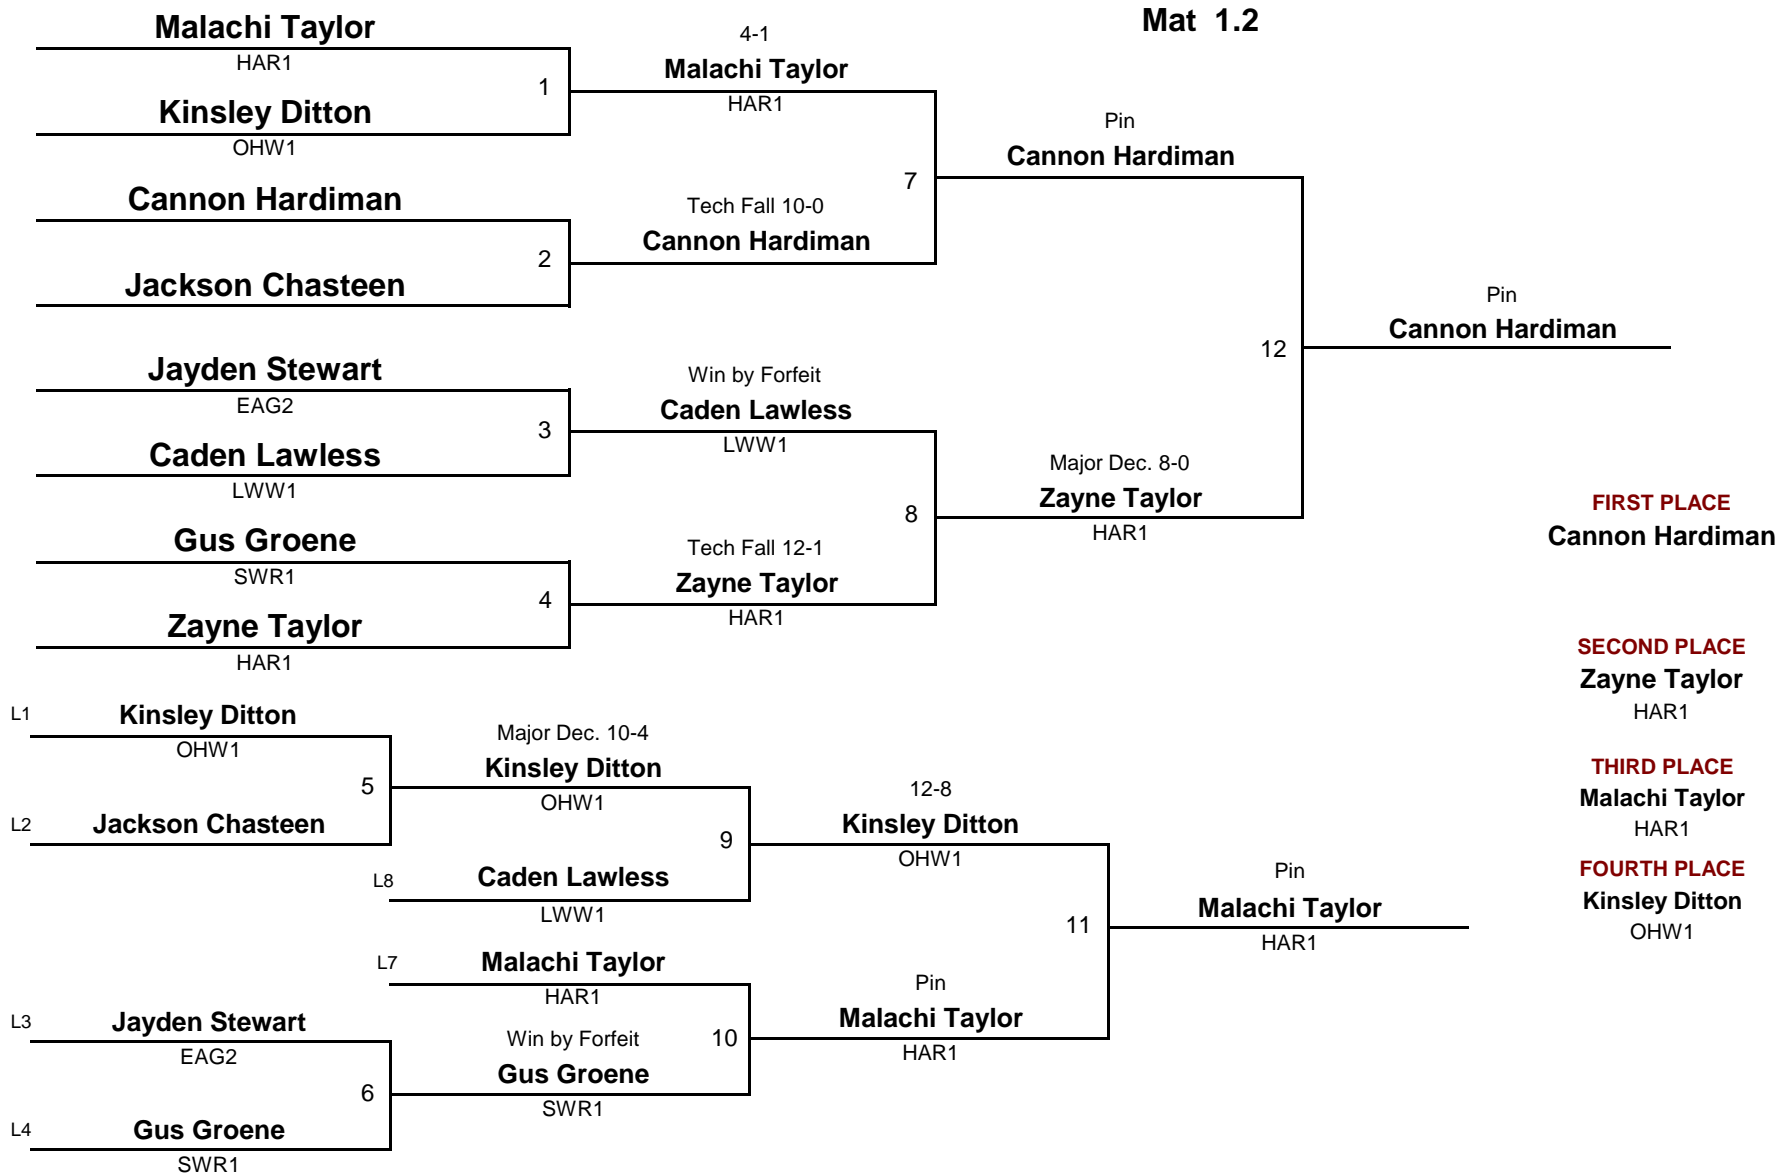 Mat 1.2
Malachi Taylor
HAR1
1
Kinsley Ditton
OHW1
Cannon Hardiman
2
Jackson Chasteen
Jayden Stewart
EAG2
3
Caden Lawless
LWW1
Gus Groene
SWR1
4
Zayne Taylor
HAR1
4-1
Malachi Taylor
HAR1
7
Tech Fall 10-0
Cannon Hardiman
Win by Forfeit
Caden Lawless
LWW1
8
Tech Fall 12-1
Zayne Taylor
HAR1
Pin
Cannon Hardiman
12
Major Dec. 8-0
Zayne Taylor
HAR1
Pin
Cannon Hardiman
FIRST PLACE
Cannon Hardiman
SECOND PLACE
Zayne Taylor
HAR1
THIRD PLACE
Malachi Taylor
HAR1
FOURTH PLACE
Kinsley Ditton
OHW1
L1
Kinsley Ditton
OHW1
5
L2
Jackson Chasteen
Major Dec. 10-4
Kinsley Ditton
OHW1
9
L8
Caden Lawless
LWW1
L7
Malachi Taylor
HAR1
10
L3
Jayden Stewart
EAG2
6
L4
Gus Groene
SWR1
Win by Forfeit
Gus Groene
SWR1
12-8
Kinsley Ditton
OHW1
11
Pin
Malachi Taylor
HAR1
Pin
Malachi Taylor
HAR1